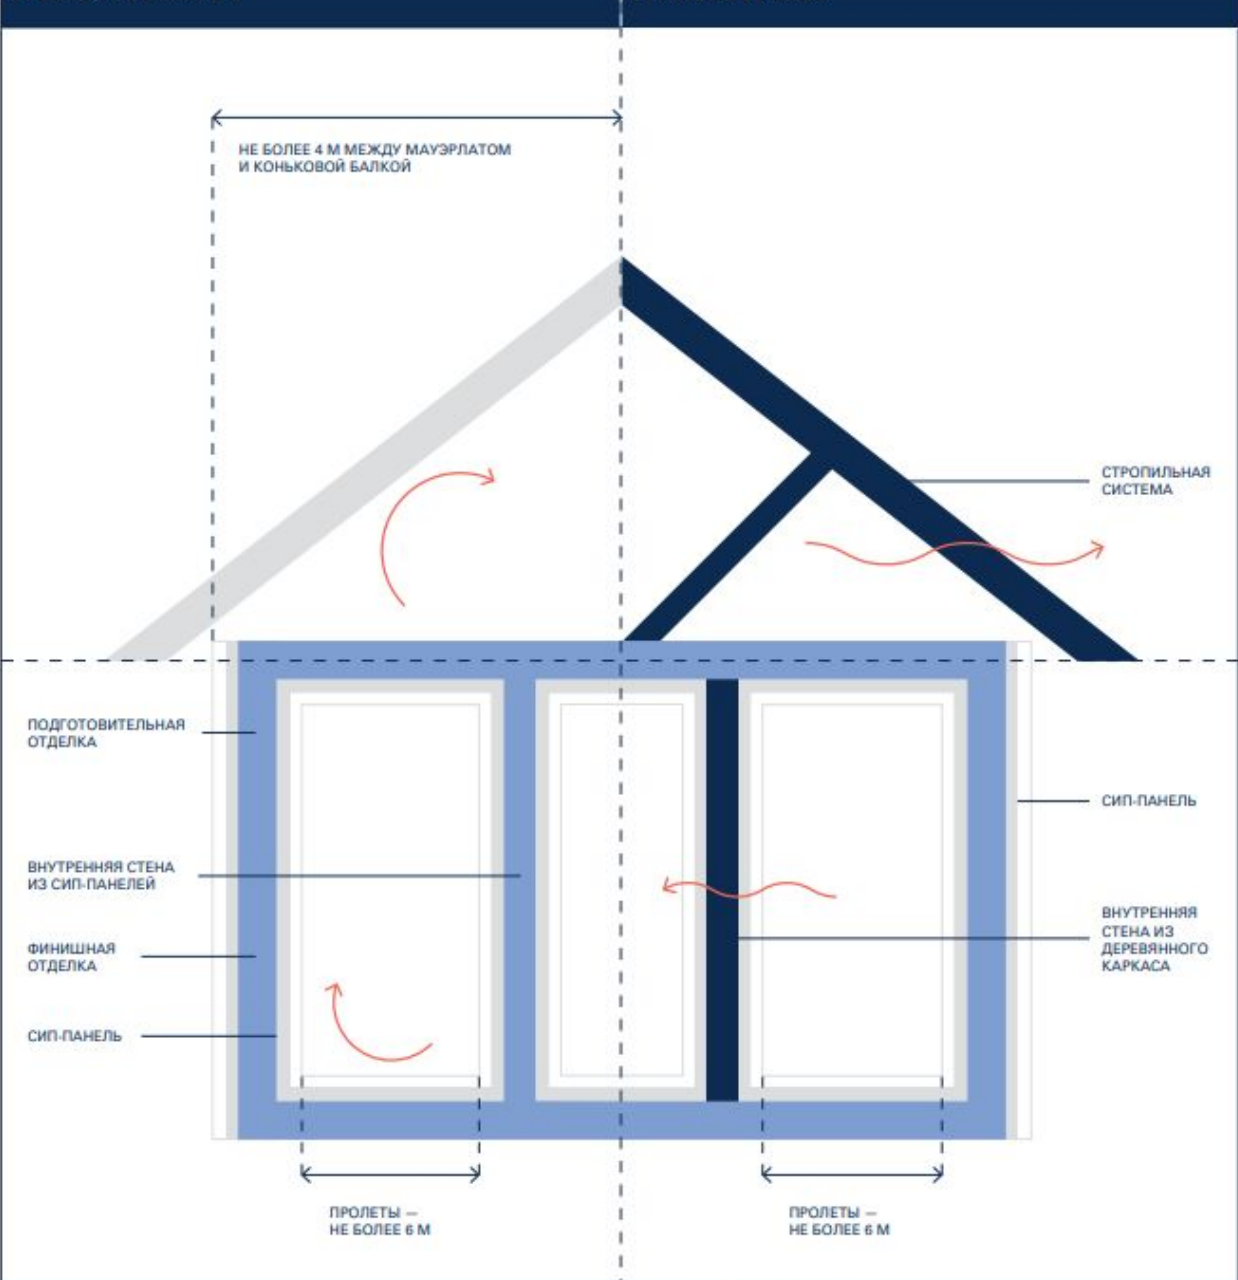 НЕ БОЛЕЕ 4 М МЕЖДУ МАУЭРЛАТОМ
И КОНЬКОВОЙ БАЛКОЙ
СТРОПИЛЬНАЯ
СИСТЕМА
ПОДГОТОВИТЕЛЬНАЯ
ОТДЕЛКА
СИП-ПАНЕЛЬ
ВНУТРЕННЯЯ СТЕНА
ИЗ СИП-ПАНЕЛЕЙ
ВНУТРЕННЯЯ
СТЕНА ИЗ
ДЕРЕВЯННОГО
КАРКАСА
ФИНИШНАЯ
ОТДЕЛКА
СИП-ПАНЕЛЬ
ПРОЛЕТЫ —
НЕ БОЛЕЕ 6 М
ПРОЛЕТЫ —
НЕ БОЛЕЕ 6 М